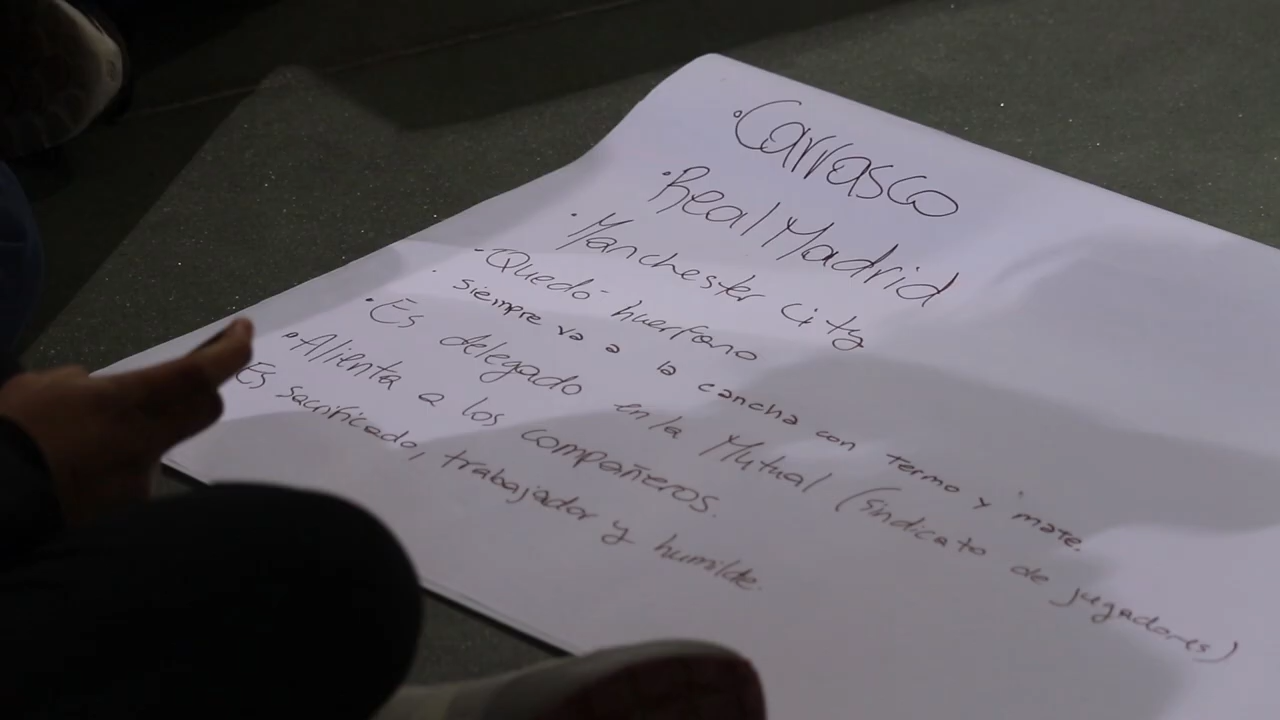 · Carrasco
· Real Madrid
· Manchester City
- Quedó huerfano
· siempre va a la cancha con termo y mate.
· Es delegado en la Mutual (sindicato de jugadores)
· Alienta a los compañeros.
Es sacrificado, trabajador y humilde.